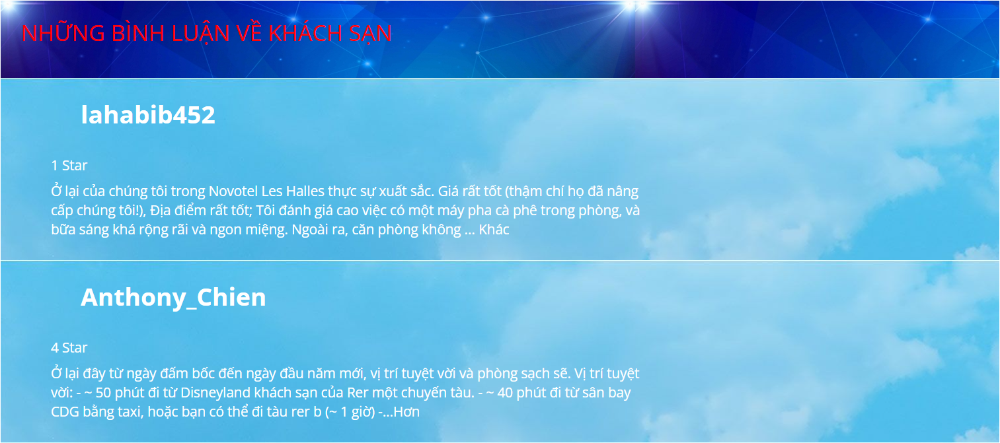 NHỮNG BÌNH LUẬN VỀ KHÁCH SẠN
lahabib452
1 Star
Ở lại của chúng tôi trong Novotel Les Halles thực sự xuất sắc. Giá rất tốt (thậm chí họ đã nâng
cấp chúng tôi!), Địa điểm rất tốt; Tôi đánh giá cao việc có một máy pha cà phê trong phòng, và
bữa sáng khá rộng rãi và ngon miệng. Ngoài ra, căn phòng không ... Khác
Anthony_Chien
4 Star
Ở lại đây từ ngày đấm bốc đến ngày đầu năm mới, vị trí tuyệt vời và phòng sạch sẽ. Vị trí tuyệt
vời: - ~ 50 phút đi từ Disneyland khách sạn của Rer một chuyến tàu. - ~ 40 phút đi từ sân bay
CDG bằng taxi, hoặc bạn có thể đi tàu rer b (~ 1 giờ) -...Hơn